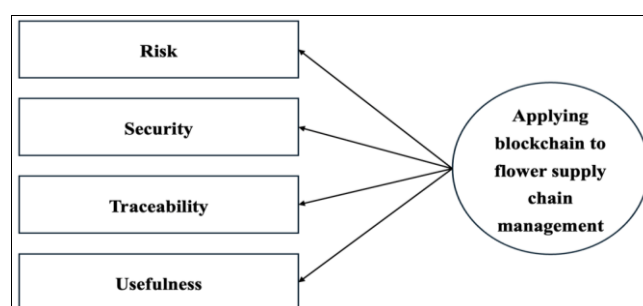 Risk
Security
Traceability
Usefulness
Applying
blockchain to
flower supply
chain
management